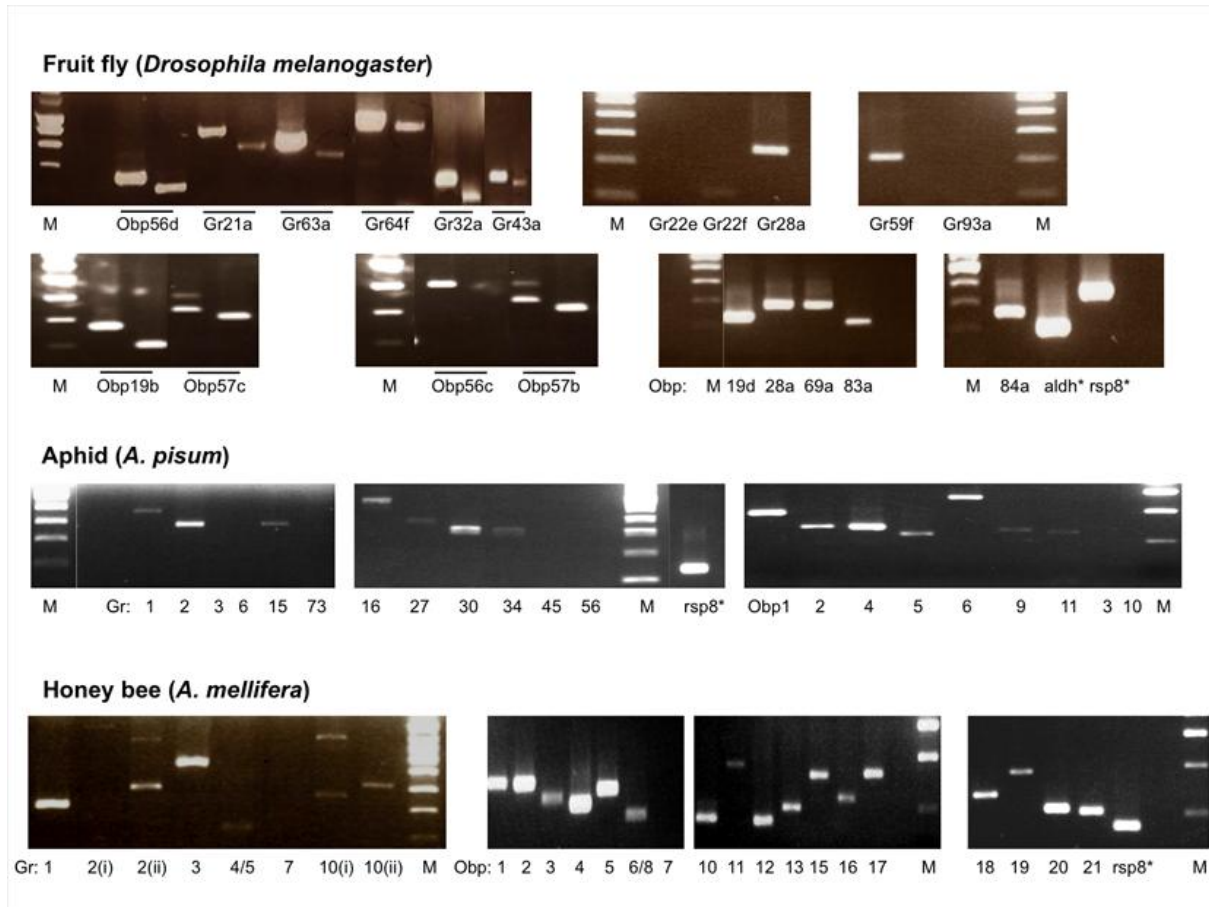 Fruit fly (Drosophila melanogaster)
M Obp56d Gr21a Gr63a Gr64f Gr32a Gr43a M Gr22e Gr22f Gr28a Gr59f Gr93a M
M Obp19b Obp57c M Obp56c Obp57b Obp: M 19d 28a 69a 83a M 84a aldh* rsp8*
Aphid (A. pisum)
M Gr: 1 2 3 6 15 73 16 27 30 34 45 56 M rsp8* Obp1 2 4 5 6 9 11 3 10 M
Honey bee (A. mellifera)
Gr: 1 2(i) 2(ii) 3 4/5 7 10(i) 10(ii) M Obp: 1 2 3 4 5 6/8 7 10 11 12 13 15 16 17 M 18 19 20 21 rsp8* M